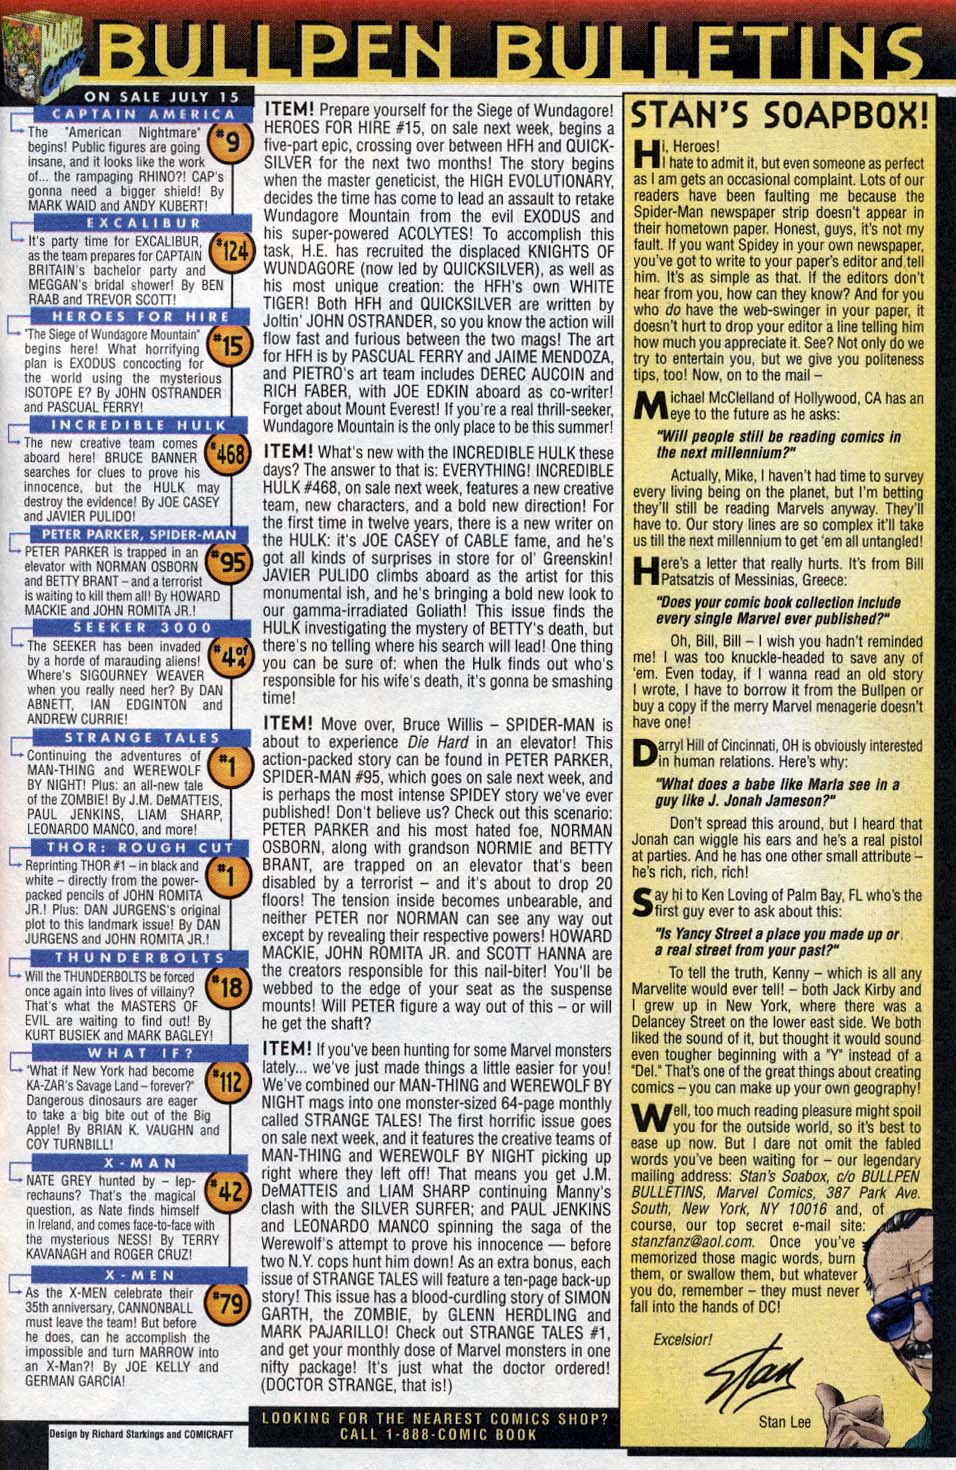 MARVEL
Comics
BULLPEN BULLETINS
ON SALE JULY 15
CAPTAIN AMERICA
#9
The "American Nightmare"
begins! Public figures are going
insane, and it looks like the work
of... the rampaging RHINO?! CAP's
gonna need a bigger shield! By
MARK WAID and ANDY KUBERT!
EXCALIBUR
#124
It's party time for EXCALIBUR,
as the team prepares for CAPTAIN
BRITAIN's bachelor party and
MEGGAN's bridal shower! By BEN
RAAB and TREVOR SCOTT!
HEROES FOR HIRE
#15
"The Siege of Wundagore Mountain"
begins here! What horrifying
plan is EXODUS concocting for
the world using the mysterious
ISOTOPE E? By JOHN OSTRANDER
and PASCUAL FERRY!
INCREDIBLE HULK
#468
The new creative team comes
aboard here! BRUCE BANNER
searches for clues to prove his
innocence, but the HULK may
destroy the evidence! By JOE CASEY
and JAVIER PULIDO!
PETER PARKER, SPIDER-MAN
#95
PETER PARKER is trapped in an
elevator with NORMAN OSBORN
and BETTY BRANT – and a terrorist
is waiting to kill them all! By HOWARD
MACKIE and JOHN ROMITA JR.!
SEEKER 3000
#4 of 4
The SEEKER has been invaded
by a horde of marauding aliens!
Where's SIGOURNEY WEAVER
when you really need her? By DAN
ABNETT, IAN EDGINTON and
ANDREW CURRIE!
STRANGE TALES
#1
Continuing the adventures of
MAN-THING and WEREWOLF
BY NIGHT! Plus: an all-new tale
of the ZOMBIE! By J.M. DeMATTEIS,
PAUL JENKINS, LIAM SHARP,
LEONARDO MANCO, and more!
THOR: ROUGH CUT
#1
Reprinting THOR #1 – in black and
white – directly from the power-
packed pencils of JOHN ROMITA
JR.! Plus: DAN JURGENS's original
plot to this landmark issue! By DAN
JURGENS and JOHN ROMITA JR.!
THUNDERBOLTS
#18
Will the THUNDERBOLTS be forced
once again into lives of villainy?
That's what the MASTERS OF
EVIL are waiting to find out! By
KURT BUSIEK and MARK BAGLEY!
WHAT IF?
#112
"What if New York had become
KA-ZAR's Savage Land – forever?"
Dangerous dinosaurs are eager
to take a big bite out of the Big
Apple! By BRIAN K. VAUGHN and
COY TURNBILL!
X-MAN
#42
NATE GREY hunted by – lep-
rechauns? That's the magical
question, as Nate finds himself
in Ireland, and comes face-to-face with
the mysterious NESS! By TERRY
KAVANAGH and ROGER CRUZ!
X-MEN
#79
As the X-MEN celebrate their
35th anniversary, CANNONBALL
must leave the team! But before
he does, can he accomplish the
impossible and turn MARROW into
an X-Man?! By JOE KELLY and
GERMAN GARCIA!
Design by Richard Starkings and COMICRAFT
ITEM! Prepare yourself for the Siege of Wundagore!
HEROES FOR HIRE #15, on sale next week, begins a
five-part epic, crossing over between HFH and QUICK-
SILVER for the next two months! The story begins
when the master geneticist, the HIGH EVOLUTIONARY,
decides the time has come to lead an assault to retake
Wundagore Mountain from the evil EXODUS and
his super-powered ACOLYTES! To accomplish this
task, H.E. has recruited the displaced KNIGHTS OF
WUNDAGORE (now led by QUICKSILVER), as well as
his most unique creation: the HFH's own WHITE
TIGER! Both HFH and QUICKSILVER are written by
Joltin' JOHN OSTRANDER, so you know the action will
flow fast and furious between the two mags! The art
for HFH is by PASCUAL FERRY and JAIME MENDOZA,
and PIETRO's art team includes DEREC AUCOIN and
RICH FABER, with JOE EDKIN aboard as co-writer!
Forget about Mount Everest! If you're a real thrill-seeker,
Wundagore Mountain is the only place to be this summer!
ITEM! What's new with the INCREDIBLE HULK these
days? The answer to that is: EVERYTHING! INCREDIBLE
HULK #468, on sale next week, features a new creative
team, new characters, and a bold new direction! For
the first time in twelve years, there is a new writer on
the HULK: it's JOE CASEY of CABLE fame, and he's
got all kinds of surprises in store for ol' Greenskin!
JAVIER PULIDO climbs aboard as the artist for this
monumental ish, and he's bringing a bold new look to
our gamma-irradiated Goliath! This issue finds the
HULK investigating the mystery of BETTY's death, but
there's no telling where his search will lead! One thing
you can be sure of: when the Hulk finds out who's
responsible for his wife's death, it's gonna be smashing
time!
ITEM! Move over, Bruce Willis – SPIDER-MAN is
about to experience Die Hard in an elevator! This
action-packed story can be found in PETER PARKER,
SPIDER-MAN #95, which goes on sale next week, and
is perhaps the most intense SPIDEY story we've ever
published! Don't believe us? Check out this scenario:
PETER PARKER and his most hated foe, NORMAN
OSBORN, along with grandson NORMIE and BETTY
BRANT, are trapped on an elevator that's been
disabled by a terrorist – and it's about to drop 20
floors! The tension inside becomes unbearable, and
neither PETER nor NORMAN can see any way out
except by revealing their respective powers! HOWARD
MACKIE, JOHN ROMITA JR. and SCOTT HANNA are
the creators responsible for this nail-biter! You'll be
webbed to the edge of your seat as the suspense
mounts! Will PETER figure a way out of this – or will
he get the shaft?
ITEM! If you've been hunting for some Marvel monsters
lately... we've just made things a little easier for you!
We've combined our MAN-THING and WEREWOLF BY
NIGHT mags into one monster-sized 64-page monthly
called STRANGE TALES! The first horrific issue goes
on sale next week, and it features the creative teams of
MAN-THING and WEREWOLF BY NIGHT picking up
right where they left off! That means you get J.M.
DeMATTEIS and LIAM SHARP continuing Manny's
clash with the SILVER SURFER; and PAUL JENKINS
and LEONARDO MANCO spinning the saga of the
Werewolf's attempt to prove his innocence — before
two N.Y. cops hunt him down! As an extra bonus, each
issue of STRANGE TALES will feature a ten-page back-up
story! This issue has a blood-curdling story of SIMON
GARTH, the ZOMBIE, by GLENN HERDLING and
MARK PAJARILLO! Check out STRANGE TALES #1,
and get your monthly dose of Marvel monsters in one
nifty package! It's just what the doctor ordered!
(DOCTOR STRANGE, that is!)
LOOKING FOR THE NEAREST COMICS SHOP?
CALL 1-888-COMIC BOOK
STAN'S SOAPBOX!
Hi, Heroes!
I hate to admit it, but even someone as perfect
as I am gets an occasional complaint. Lots of our
readers have been faulting me because the
Spider-Man newspaper strip doesn't appear in
their hometown paper. Honest, guys, it's not my
fault. If you want Spidey in your own newspaper,
you've got to write to your paper's editor and tell
him. It's as simple as that. If the editors don't
hear from you, how can they know? And for you
who do have the web-swinger in your paper, it
doesn't hurt to drop your editor a line telling him
how much you appreciate it. See? Not only do we
try to entertain you, but we give you politeness
tips, too! Now, on to the mail –
Michael McClelland of Hollywood, CA has an
eye to the future as he asks:
"Will people still be reading comics in
the next millennium?"
Actually, Mike, I haven't had time to survey
every living being on the planet, but I'm betting
they'll still be reading Marvels anyway. They'll
have to. Our story lines are so complex it'll take
us till the next millennium to get 'em all untangled!
Here's a letter that really hurts. It's from Bill
Patsatzis of Messinias, Greece:
"Does your comic book collection include
every single Marvel ever published?"
Oh, Bill, Bill – I wish you hadn't reminded
me! I was too knuckle-headed to save any of
'em. Even today, if I wanna read an old story
I wrote, I have to borrow it from the Bullpen or
buy a copy if the merry Marvel menagerie doesn't
have one!
Darryl Hill of Cincinnati, OH is obviously interested
in human relations. Here's why:
"What does a babe like Marla see in a
guy like J. Jonah Jameson?"
Don't spread this around, but I heard that
Jonah can wiggle his ears and he's a real pistol
at parties. And he has one other small attribute –
he's rich, rich, rich!
Say hi to Ken Loving of Palm Bay, FL who's the
first guy ever to ask about this:
"Is Yancy Street a place you made up or
a real street from your past?"
To tell the truth, Kenny – which is all any
Marvelite would ever tell! – both Jack Kirby and
I grew up in New York, where there was a
Delancey Street on the lower east side. We both
liked the sound of it, but thought it would sound
even tougher beginning with a "Y" instead of a
"Del." That's one of the great things about creating
comics – you can make up your own geography!
Well, too much reading pleasure might spoil
you for the outside world, so it's best to
ease up now. But I dare not omit the fabled
words you've been waiting for – our legendary
mailing address: Stan's Soabox, c/o BULLPEN
BULLETINS, Marvel Comics, 387 Park Ave.
South, New York, NY 10016 and, of
course, our top secret e-mail site:
stanzfanz@aol.com. Once you've
memorized those magic words, burn
them, or swallow them, but whatever
you do, remember – they must never
fall into the hands of DC!
Excelsior!
Stan
Stan Lee